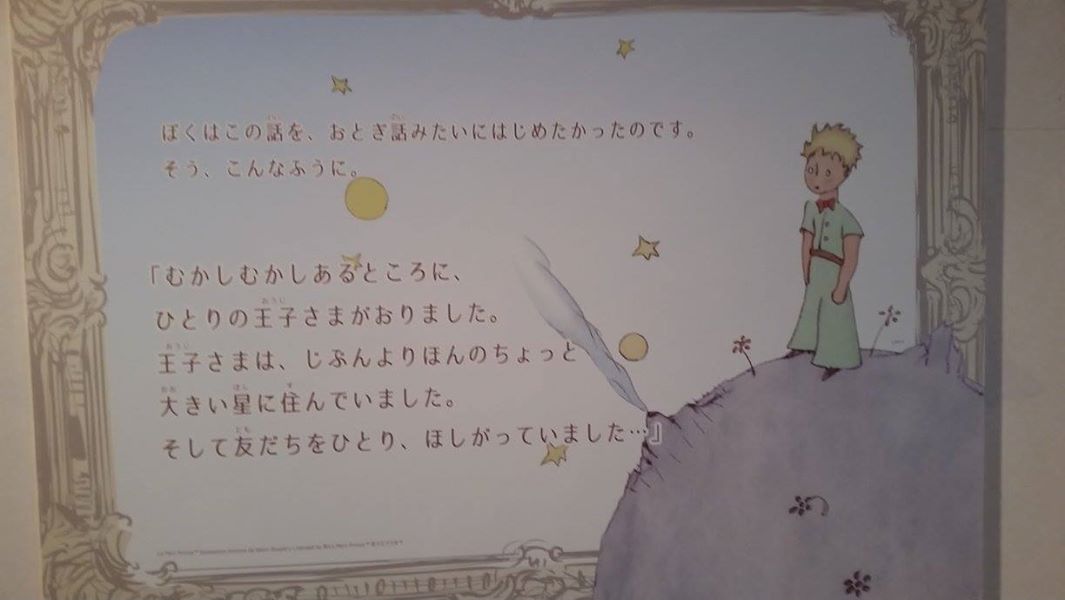 ぼくはこの話を、おとぎ話みたいにはじめたかったのです。
そう、こんなふうに。
「むかしむかしあるところに、
ひとりの王子さまがおりました。
王子さまは、じぶんよりほんのちょっと
大きい星に住んでいました。
そして友だちをひとり、ほしがっていました…』